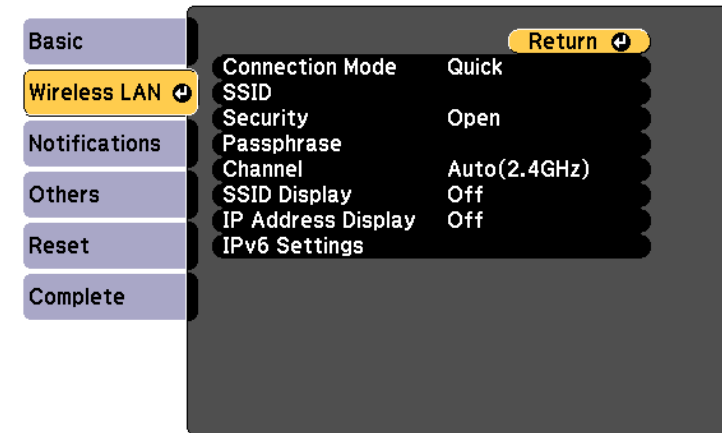 Basic
Wireless LAN
Notifications
Others
Reset
Complete
Return
Connection Mode Quick
SSID
Security Open
Passphrase
Channel Auto(2.4GHz)
SSID Display Off
IP Address Display Off
IPv6 Settings